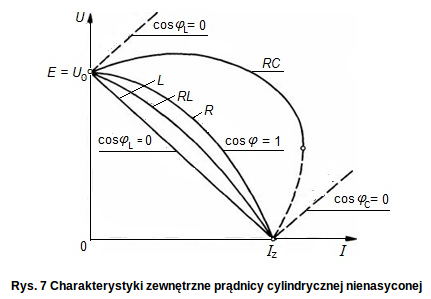 U
cosφL = 0
E = U0
L
RC
RL
R
cosφL = 0
cosφ = 1
cosφC = 0
0
Iz
I
Rys. 7 Charakterystyki zewnętrzne prądnicy cylindrycznej nienasyconej